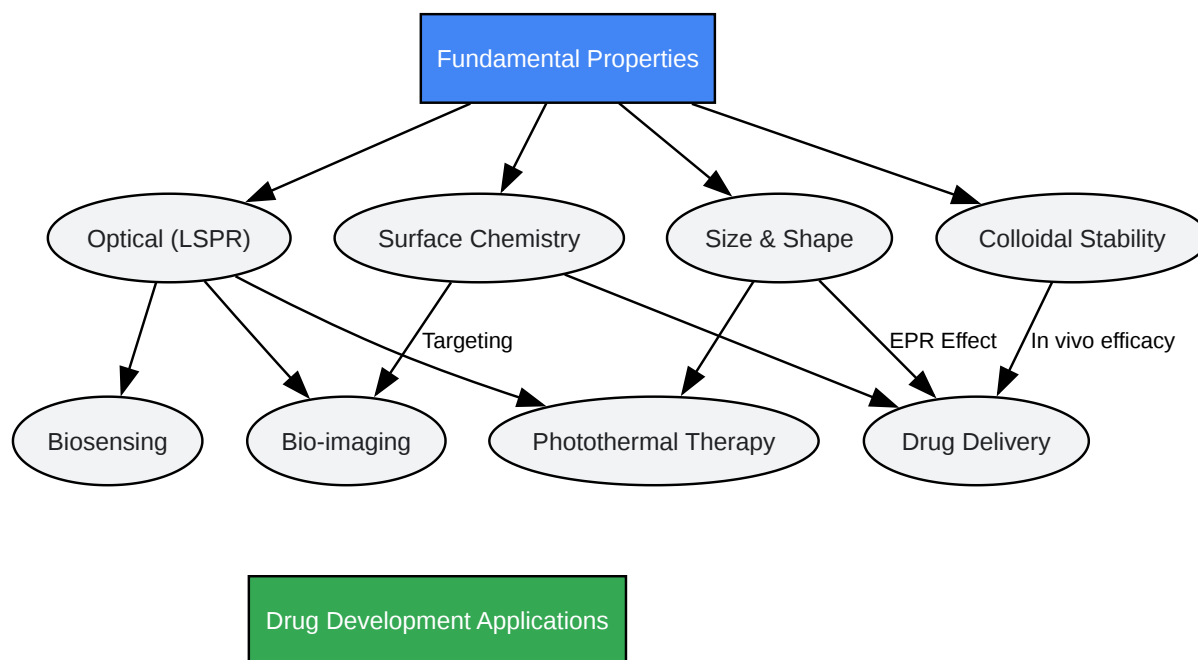 Fundamental Properties
Optical (LSPR)
Surface Chemistry
Size & Shape
Colloidal Stability
Targeting
EPR Effect
In vivo efficacy
Biosensing
Bio-imaging
Photothermal Therapy
Drug Delivery
Drug Development Applications